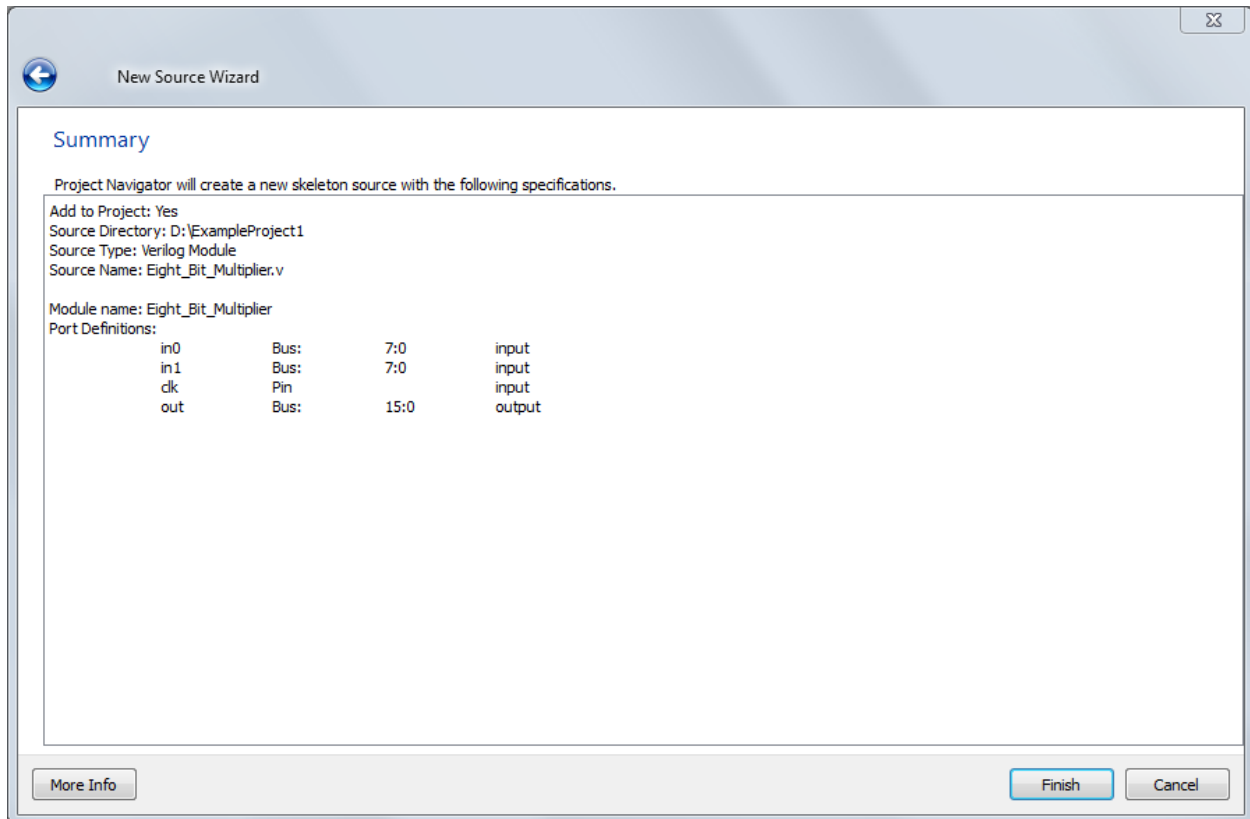 New Source Wizard
Summary
Project Navigator will create a new skeleton source with the following specifications.
Add to Project: Yes
Source Directory: D:\ExampleProject1
Source Type: Verilog Module
Source Name: Eight_Bit_Multiplier.v
Module name: Eight_Bit_Multiplier
Port Definitions:
in0 Bus: 7:0 input
in1 Bus: 7:0 input
clk Pin input
out Bus: 15:0 output
More Info Finish Cancel